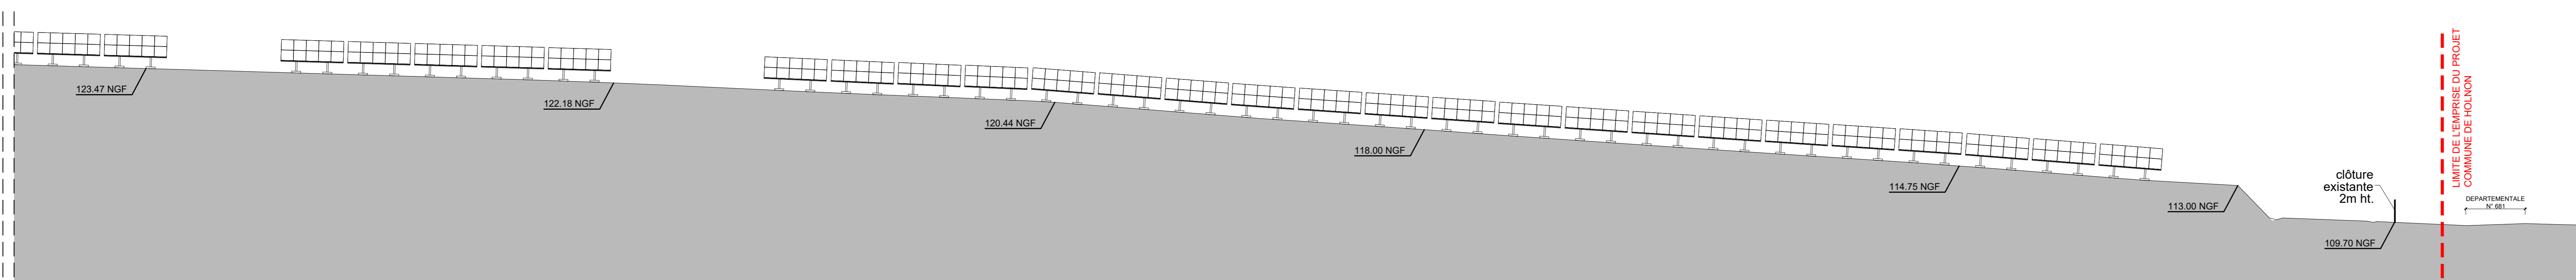 123.47 NGF
122.18 NGF
120.44 NGF
118.00 NGF
114.75 NGF
113.00 NGF
clôture
existante
2m ht.
109.70 NGF
LIMITE DE L'EMPRISE DU PROJET
COMMUNE DE HOLNON
DEPARTEMENTALE
N° 681